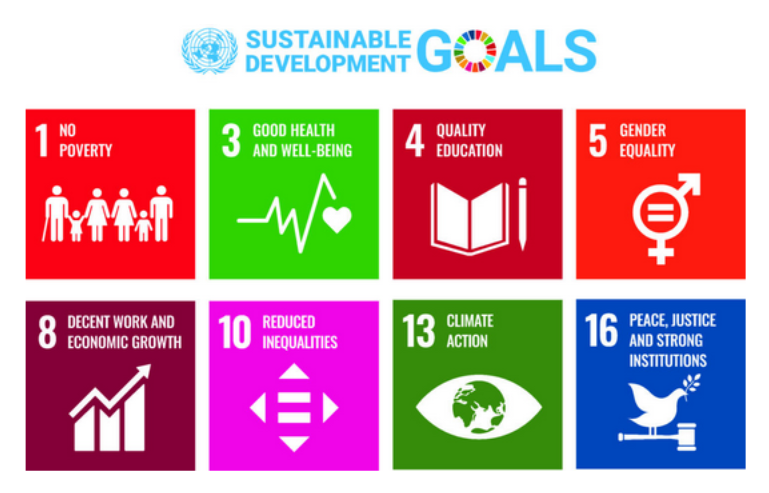 SUSTAINABLE
DEVELOPMENT
GOALS
1 NO
POVERTY
3 GOOD HEALTH
AND WELL-BEING
4 QUALITY
EDUCATION
5 GENDER
EQUALITY
8 DECENT WORK AND
ECONOMIC GROWTH
10 REDUCED
INEQUALITIES
13 CLIMATE
ACTION
16 PEACE, JUSTICE
AND STRONG
INSTITUTIONS